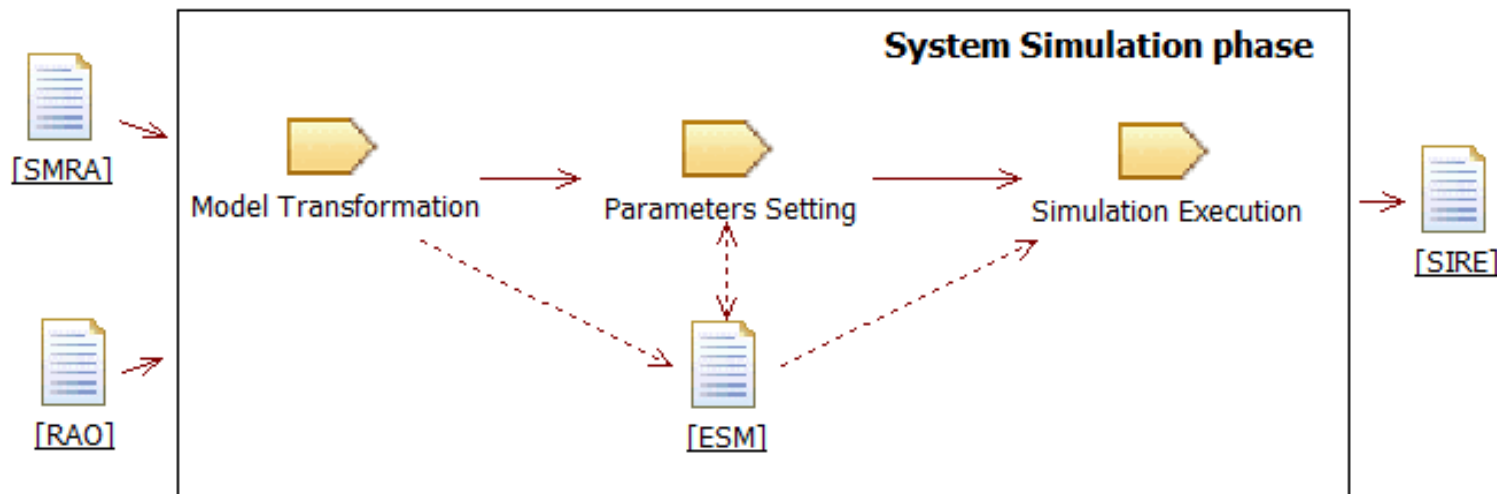 System Simulation phase
[SMRA]
Model Transformation
Parameters Setting
Simulation Execution
[SIRE]
[RAO]
[ESM]